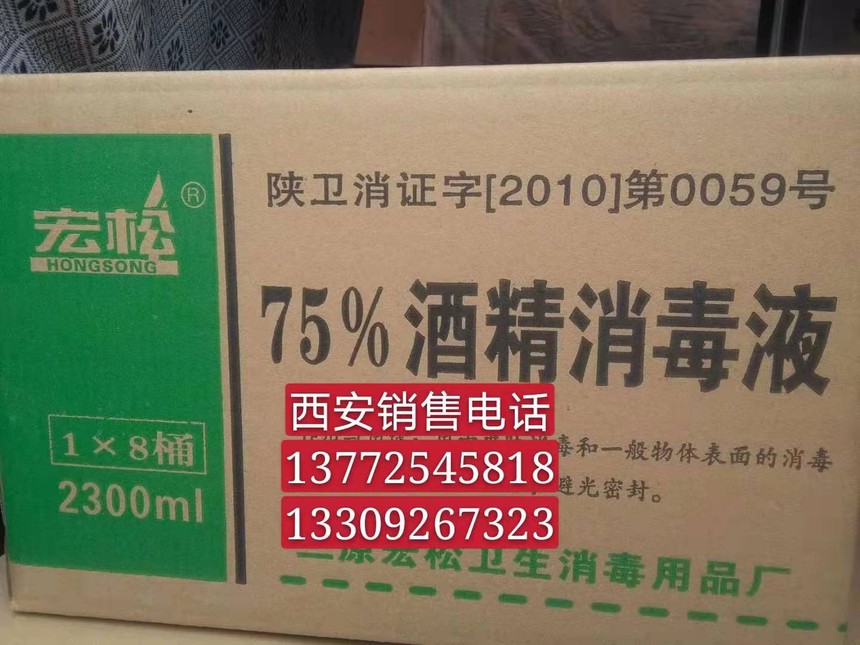 陕卫消证字[2010]第0059号
宏松®
HONGSONG
75%酒精消毒液
西安销售电话
和一般物体表面的消毒
1×8桶
13772545818
避光密封。
2300ml
13309267323
三原宏松卫生消毒用品厂